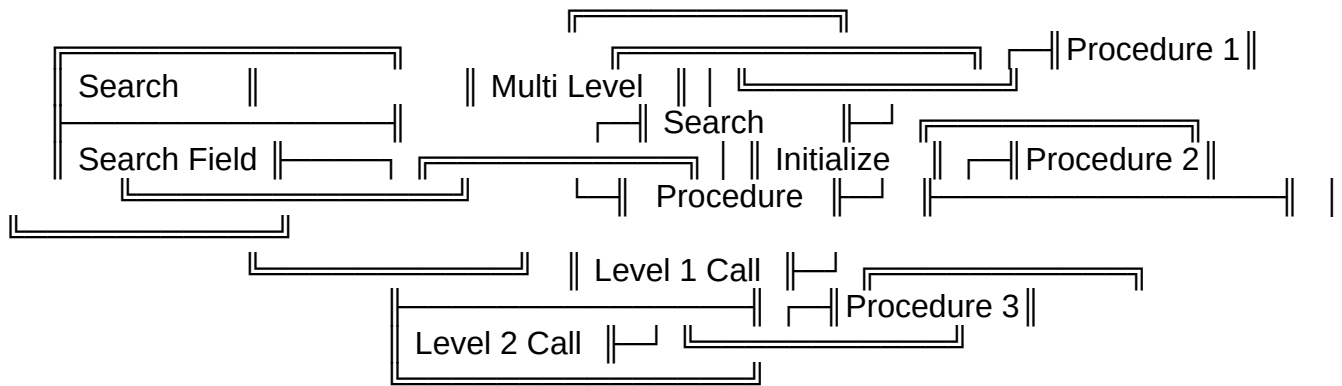 Procedure 1
Search Multi Level
Search
Search Field Initialize Procedure 2
Procedure
Level 1 Call
Procedure 3
Level 2 Call